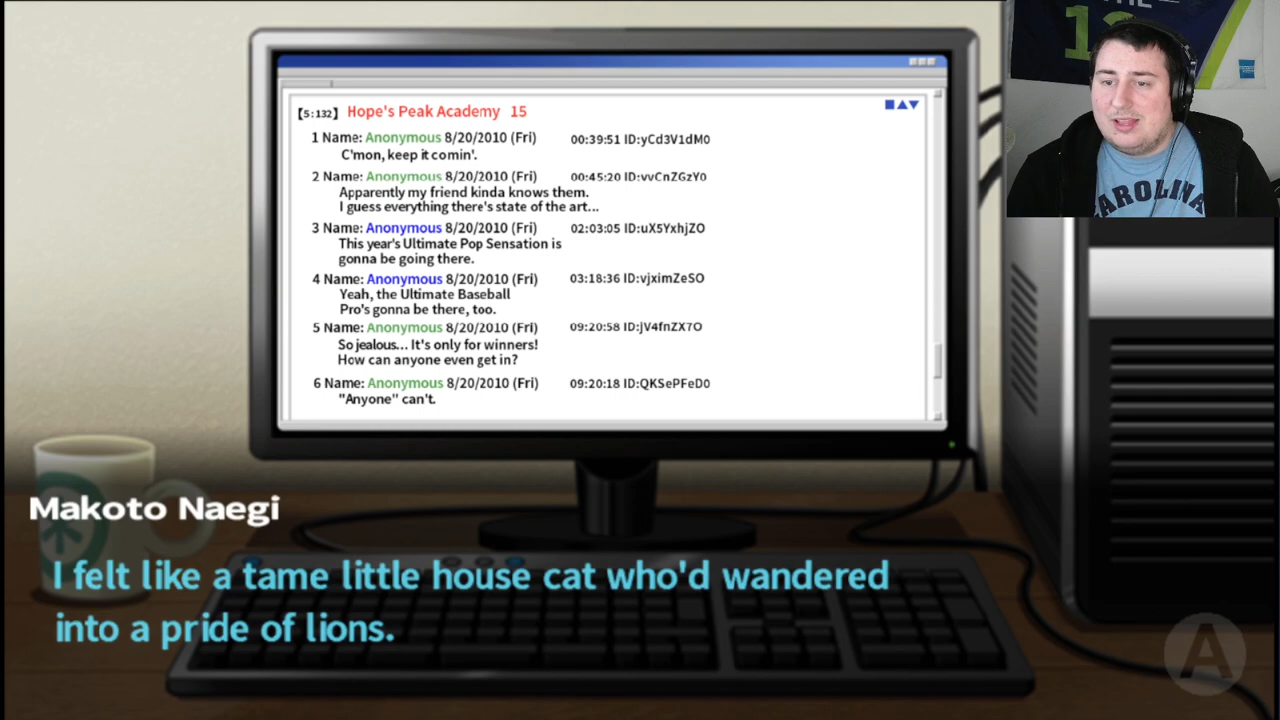 [5:132] Hope's Peak Academy 15
1 Name: Anonymous 8/20/2010 (Fri) 00:39:51 ID:yCd3V1dM0
C'mon, keep it comin'.
2 Name: Anonymous 8/20/2010 (Fri) 00:45:20 ID:vvCnZGzY0
Apparently my friend kinda knows them.
I guess everything there's state of the art...
3 Name: Anonymous 8/20/2010 (Fri) 02:03:05 ID:uX5YxhjZO
This year's Ultimate Pop Sensation is
gonna be going there.
4 Name: Anonymous 8/20/2010 (Fri) 03:18:36 ID:vjximZeSO
Yeah, the Ultimate Baseball
Pro's gonna be there, too.
5 Name: Anonymous 8/20/2010 (Fri) 09:20:58 ID:jV4fnZX7O
So jealous... It's only for winners!
How can anyone even get in?
6 Name: Anonymous 8/20/2010 (Fri) 09:20:18 ID:QKSePFeD0
"Anyone" can't.
CAROLINA
Makoto Naegi
I felt like a tame little house cat who'd wandered
into a pride of lions.
A